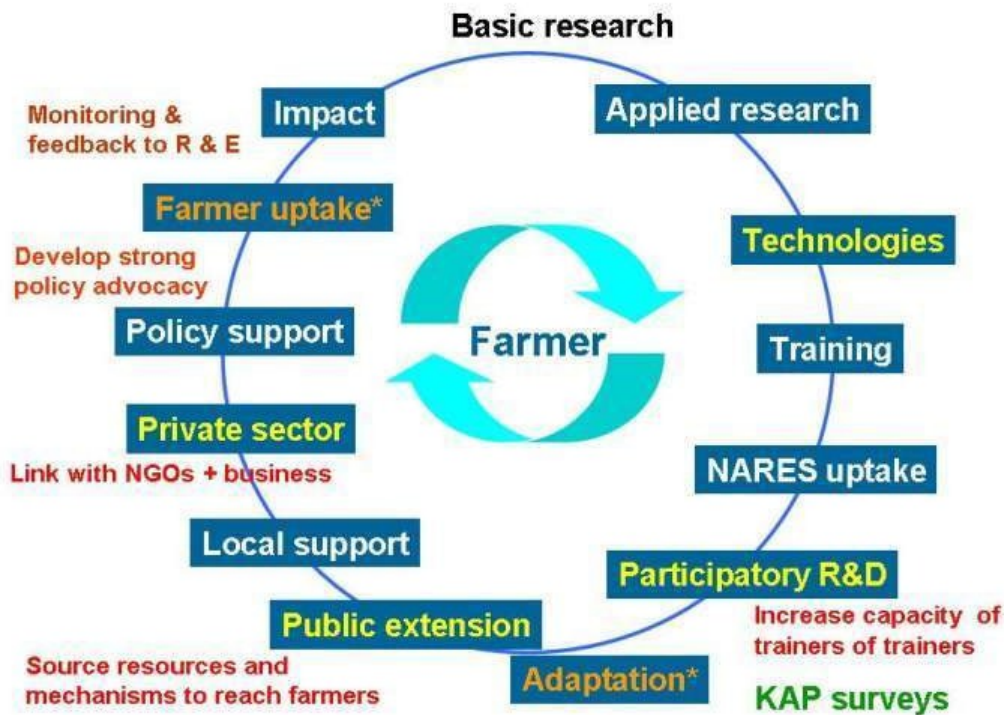 Basic research
Impact
Applied research
Monitoring &
feedback to R & E
Farmer uptake*
Technologies
Develop strong
policy advocacy
Policy support
Farmer
Training
Private sector
Link with NGOs + business
NARES uptake
Local support
Participatory R&D
Public extension
Increase capacity of
trainers of trainers
Source resources and
mechanisms to reach farmers
Adaptation*
KAP surveys